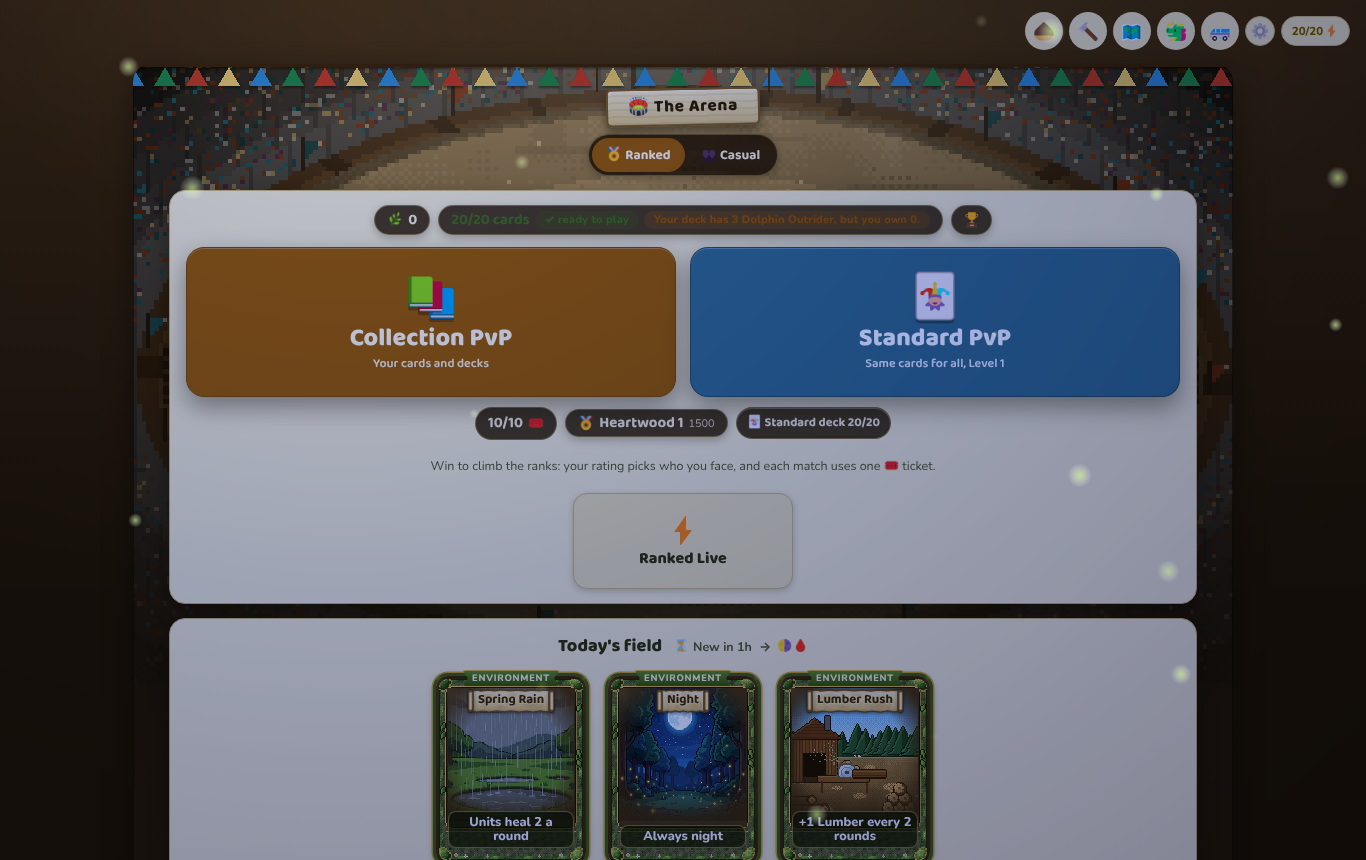 20/20
The Arena
Ranked
Casual
0
20/20 cards
✓ ready to play
Your deck has 3 Dolphin Outrider, but you own 0.
Collection PvP
Your cards and decks
Standard PvP
Same cards for all, Level 1
10/10
Heartwood 1 1500
Standard deck 20/20
Win to climb the ranks: your rating picks who you face, and each match uses one ticket.
Ranked Live
Today's field
New in 1h →
ENVIRONMENT
Spring Rain
Units heal 2 a
round
ENVIRONMENT
Night
Always night
ENVIRONMENT
Lumber Rush
+1 Lumber every 2
rounds